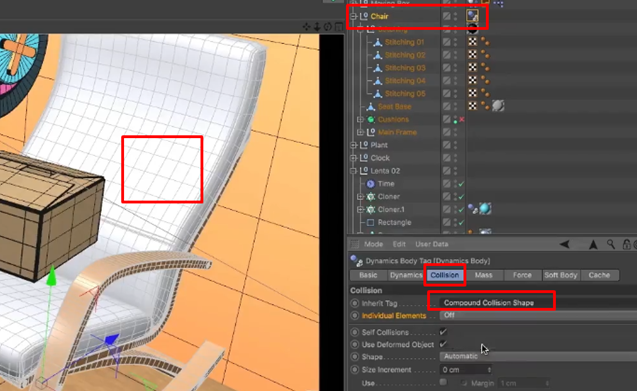 Moving Box
Chair
Stitching 01
Stitching 02
Stitching 03
Stitching 04
Stitching 05
Seat Base
Cushions
Main Frame
Plant
Clock
Lenta 02
Time
Cloner
Cloner.1
Rectangle
Mode Edit User Data
Dynamics Body Tag [Dynamics Body]
Basic Dynamics Collision Mass Force Soft Body Cache
Collision
Inherit Tag Compound Collision Shape
Individual Elements Off
Self Collisions
Use Deformed Object
Shape Automatic
Size Increment 0 cm
Use Margin 1 cm